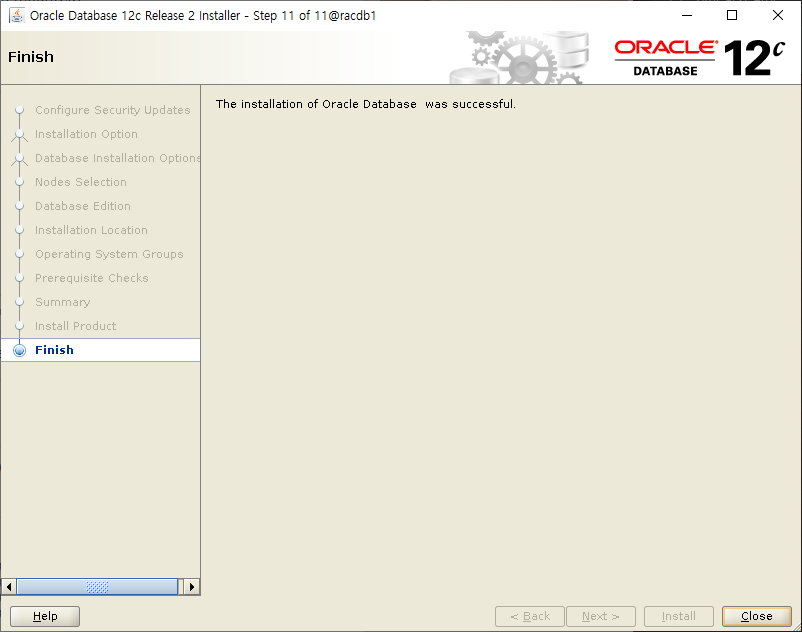 Oracle Database 12c Release 2 Installer - Step 11 of 11@racdb1
Finish
ORACLE®
DATABASE
12c
Configure Security Updates
Installation Option
Database Installation Options
Nodes Selection
Database Edition
Installation Location
Operating System Groups
Prerequisite Checks
Summary
Install Product
Finish
The installation of Oracle Database  was successful.
Help
< Back
Next >
Install
Close